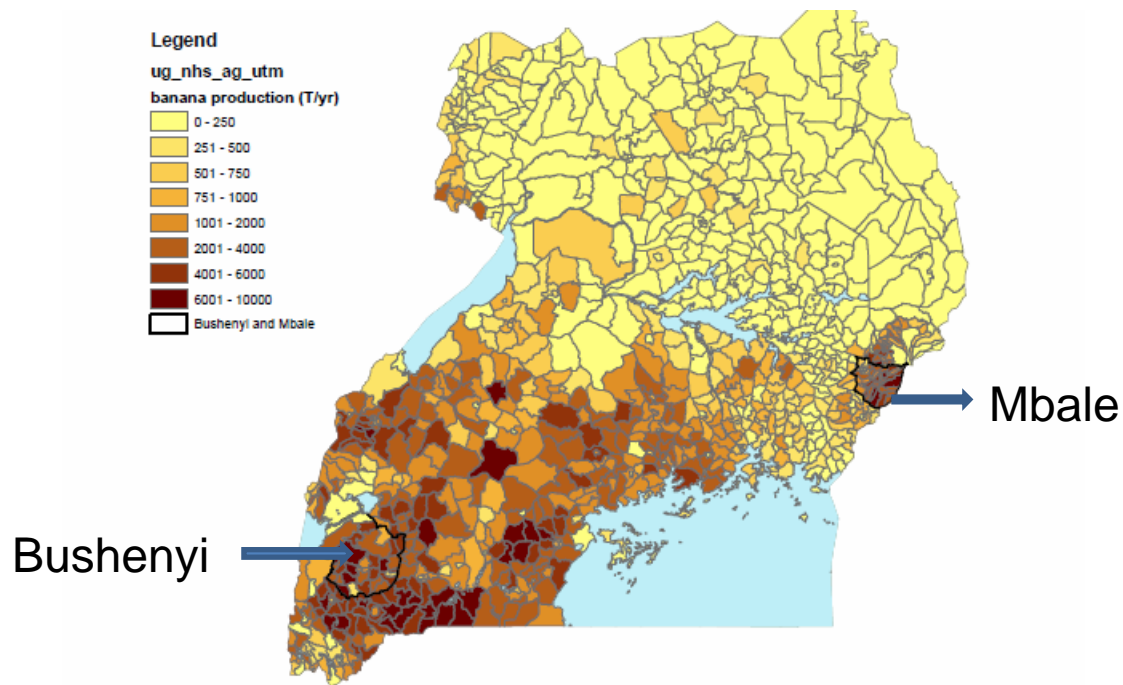 Legend
ug_nhs_ag_utm
banana production (T/yr)
0 - 250
251 - 500
501 - 750
751 - 1000
1001 - 2000
2001 - 4000
4001 - 6000
6001 - 10000
Bushenyi and Mbale
Mbale
Bushenyi